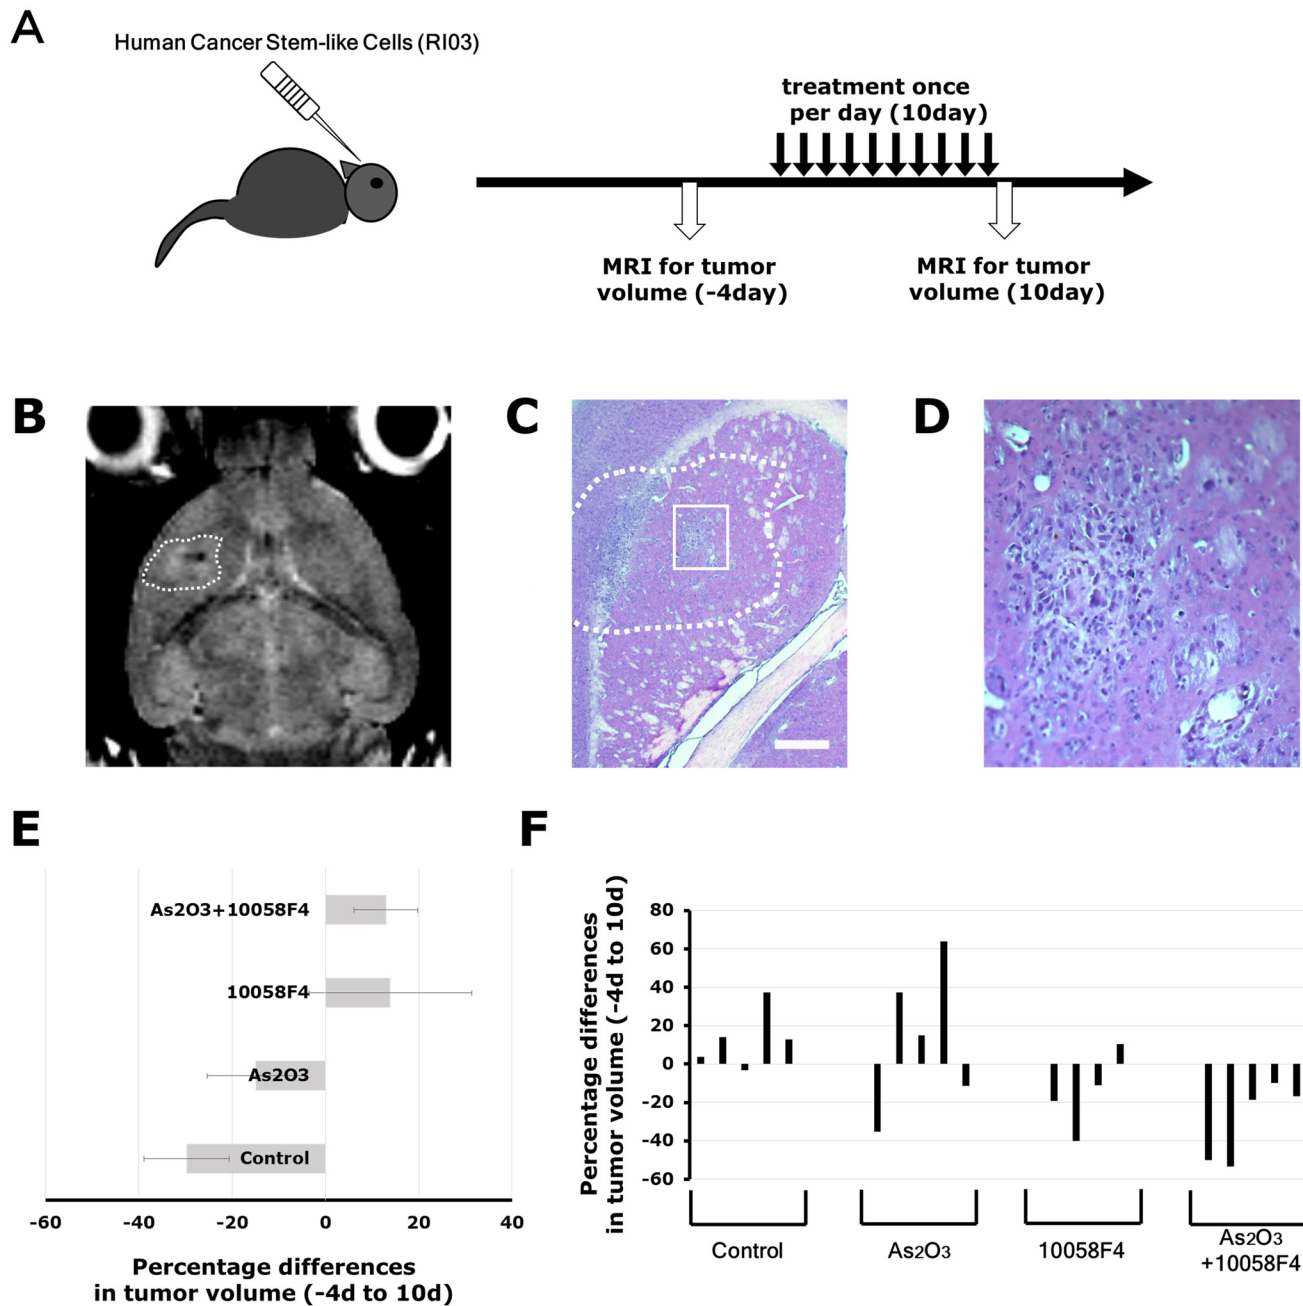 A
Human Cancer Stem-like Cells (RI03)
treatment once
per day (10day)
MRI for tumor
volume (-4day)
MRI for tumor
volume (10day)
B
C
D
E
As2O3+10058F4
10058F4
As2O3
Control
-60
-40
-20
0
20
40
Percentage differences
in tumor volume (-4d to 10d)
F
Percentage differences
in tumor volume (-4d to 10d)
80
60
40
20
0
-20
-40
-60
Control
As2O3
10058F4
As2O3
+10058F4